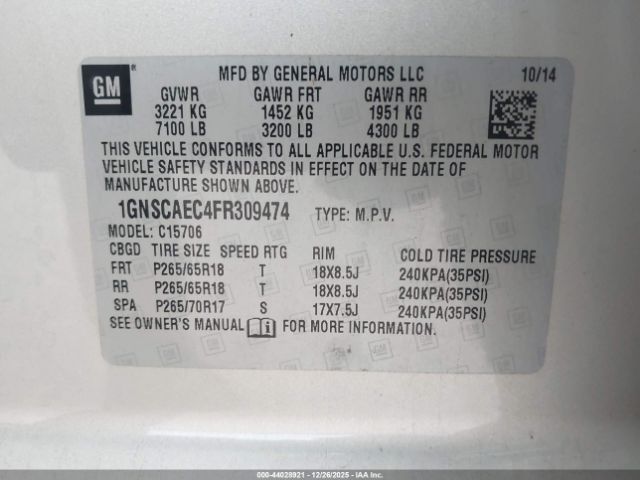 GM ®
MFD BY GENERAL MOTORS LLC 10/14
GVWR GAWR FRT GAWR RR
3221 KG 1452 KG 1951 KG
7100 LB 3200 LB 4300 LB
THIS VEHICLE CONFORMS TO ALL APPLICABLE U.S. FEDERAL MOTOR
VEHICLE SAFETY STANDARDS IN EFFECT ON THE DATE OF
MANUFACTURE SHOWN ABOVE.
1GNSCAEC4FR309474 TYPE: M.P.V.
MODEL: C15706
CBGD TIRE SIZE SPEED RTG RIM COLD TIRE PRESSURE
FRT P265/65R18 T 18X8.5J 240KPA(35PSI)
RR P265/65R18 T 18X8.5J 240KPA(35PSI)
SPA P265/70R17 S 17X7.5J 240KPA(35PSI)
SEE OWNER'S MANUAL i FOR MORE INFORMATION.
000-44028921 - 12/26/2025 - IAAI.com